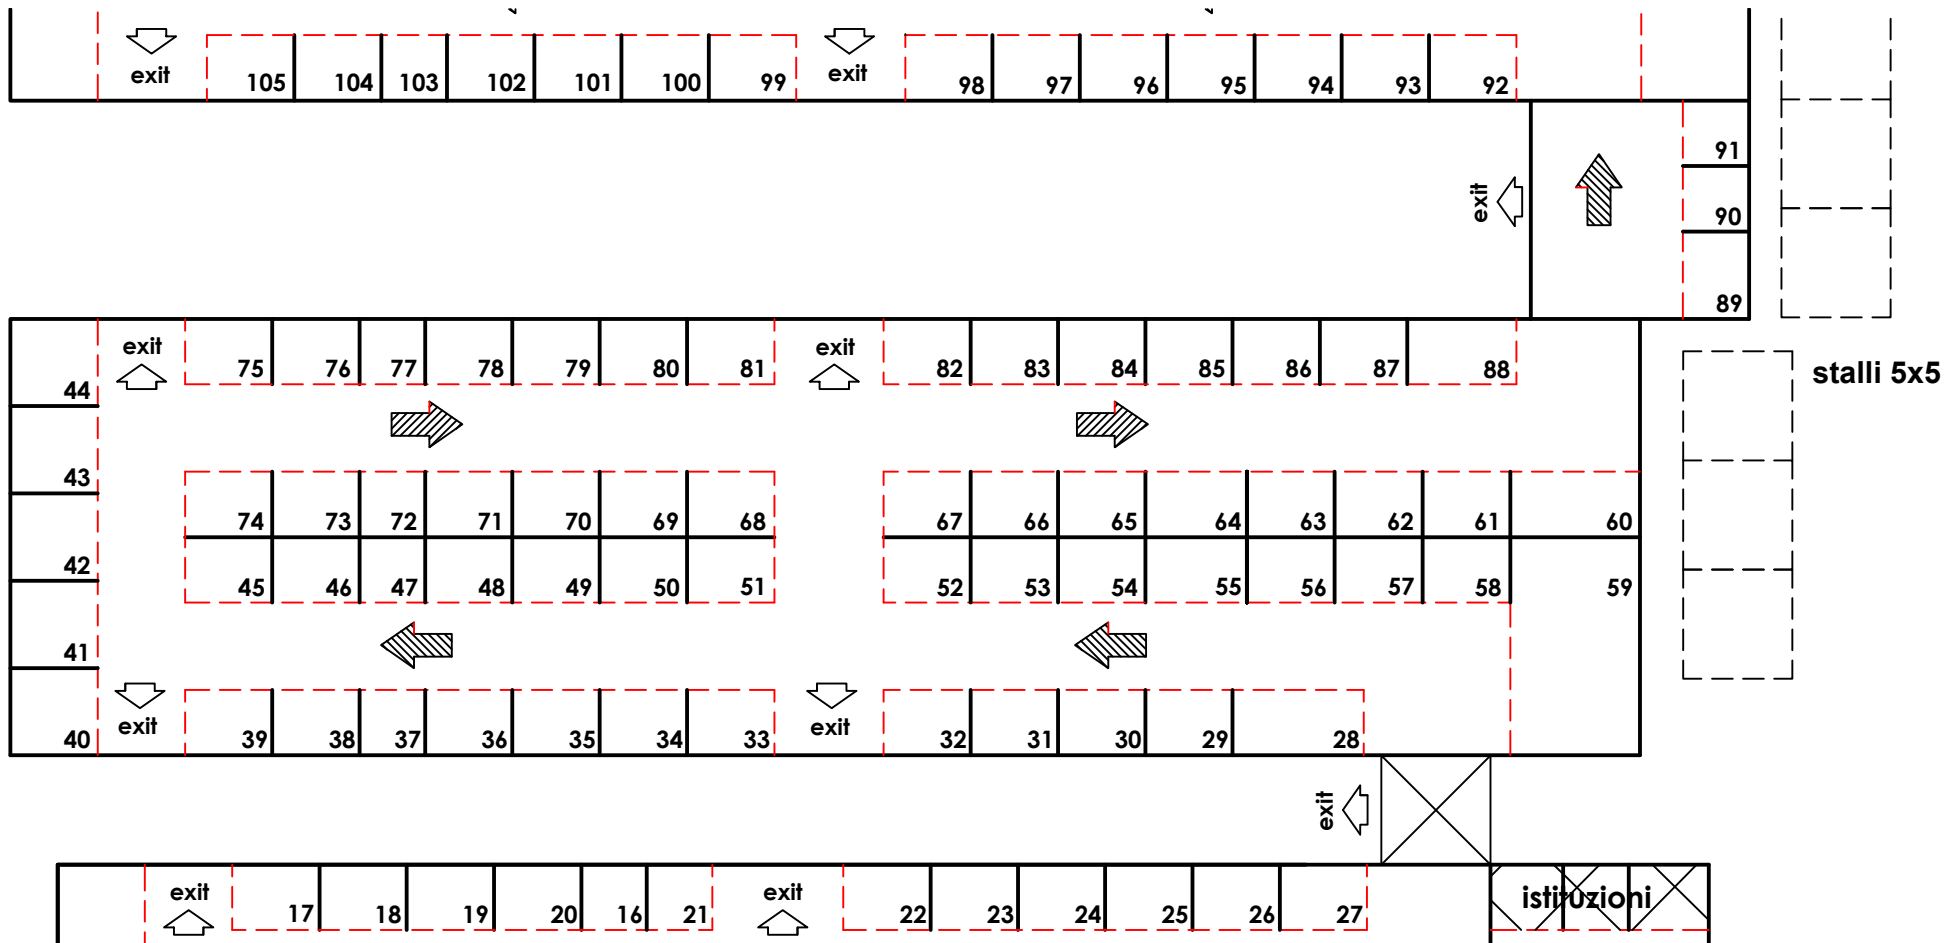 exit 105 104 103 102 101 100 99 exit 98 97 96 95 94 93 92
91
exit 90
89
44 exit 75 76 77 78 79 80 81 exit 82 83 84 85 86 87 88 stalli 5x5
43
74 73 72 71 70 69 68 67 66 65 64 63 62 61 60
42
45 46 47 48 49 50 51 52 53 54 55 56 57 58 59
41
40 exit 39 38 37 36 35 34 33 exit 32 31 30 29 28
exit
exit 17 18 19 20 16 21 exit 22 23 24 25 26 27 istituzioni